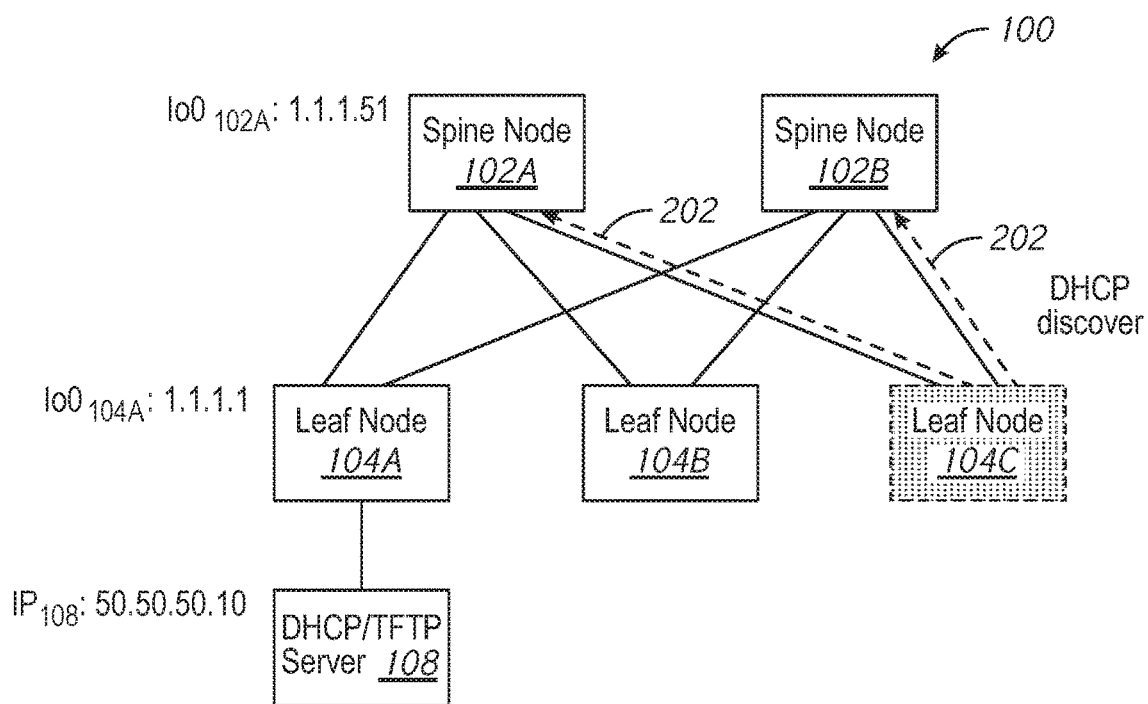 100
lo0 102A: 1.1.1.51
Spine Node
102A
Spine Node
102B
202
202
DHCP
discover
lo0 104A: 1.1.1.1
Leaf Node
104A
Leaf Node
104B
Leaf Node
104C
IP108: 50.50.50.10
DHCP/TFTP
Server 108